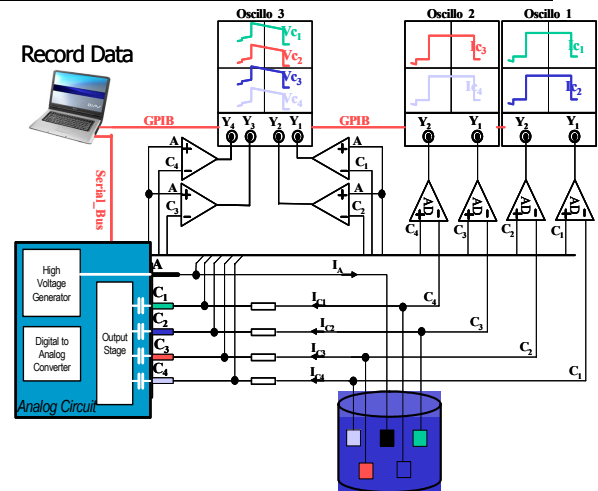 Oscillo 3
Oscillo 2
Oscillo 1
Vc1
Vc2
Vc3
Vc4
Ic3
Ic4
Ic1
Ic2
Record Data
GPIB
Y4 Y3 Y2 Y1
GPIB
Y2 Y1
Y2 Y1
Serial_Bus
A
C4
A
C3
A
C1
A
C2
AD
C4
AD
C3
AD
C2
AD
C1
High
Voltage
Generator
Digital to
Analog
Converter
Output
Stage
Analog Circuit
A
C1
C2
C3
C4
IA
IC1
IC2
IC3
IC4
C4
C3
C2
C1